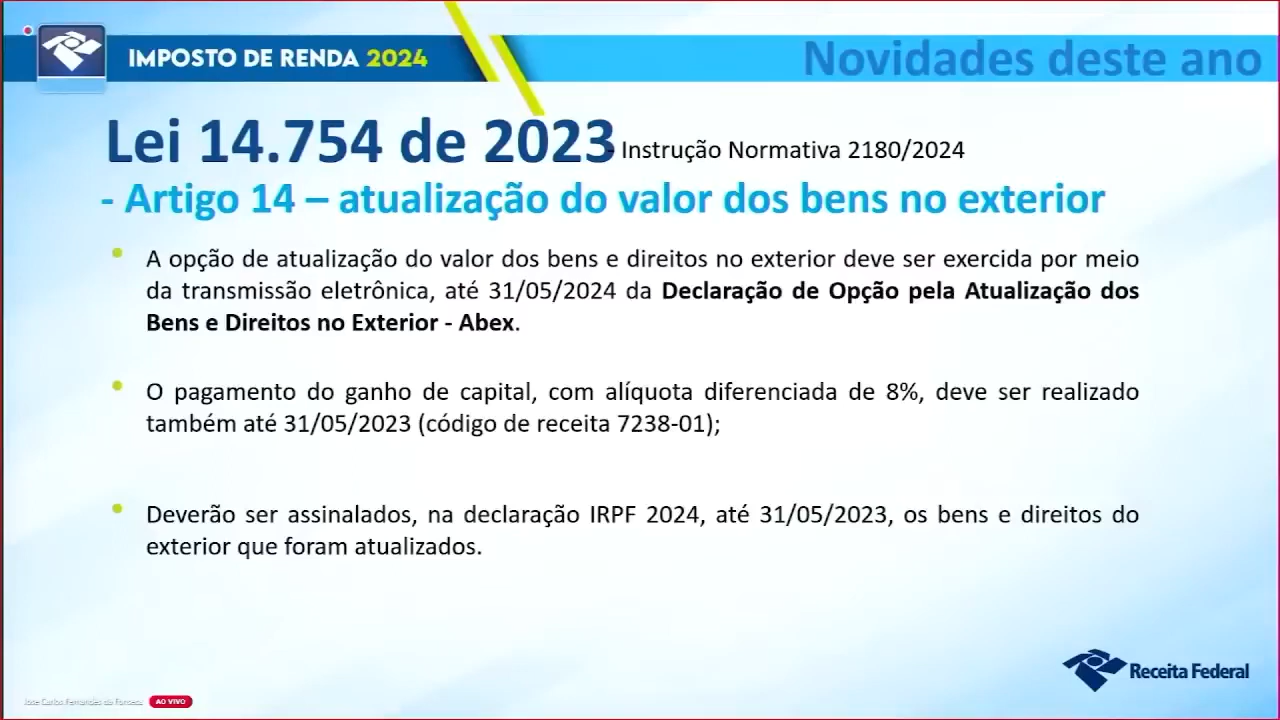 IMPOSTO DE RENDA 2024
Novidades deste ano
Lei 14.754 de 2023 - Instrução Normativa 2180/2024
- Artigo 14 – atualização do valor dos bens no exterior
• A opção de atualização do valor dos bens e direitos no exterior deve ser exercida por meio
da transmissão eletrônica, até 31/05/2024 da Declaração de Opção pela Atualização dos
Bens e Direitos no Exterior - Abex.
• O pagamento do ganho de capital, com alíquota diferenciada de 8%, deve ser realizado
também até 31/05/2023 (código de receita 7238-01);
• Deverão ser assinalados, na declaração IRPF 2024, até 31/05/2023, os bens e direitos do
exterior que foram atualizados.
Receita Federal
Jose Carlos Fernandes da Fonseca AO VIVO